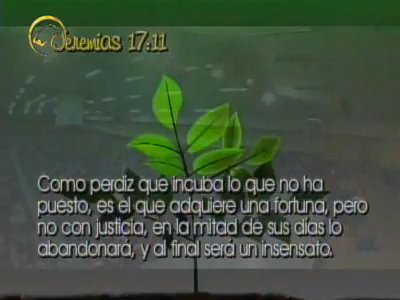 Jeremias 17:11
Como perdiz que incuba lo que no ha
puesto, es el que adquiere una fortuna, pero
no con justicia, en la mitad de sus días lo
abandonará, y al final será un insensato.